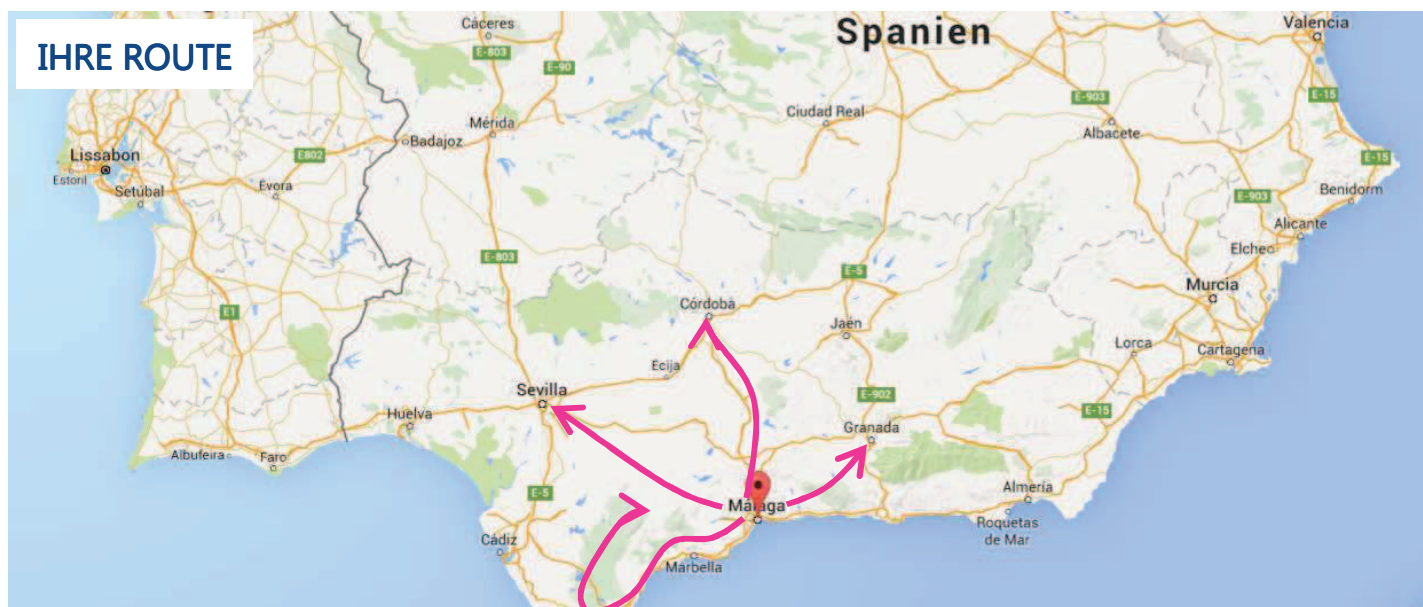 IHRE ROUTE
Spanien
Cáceres
E-803
E-90
Valencia
E-15
Ciudad Real
E-903
Albacete
Mérida
Badajoz
Lissabon
Estoril
Setúbal
E802
Évora
E-15
Benidorm
E-903
Alicante
Elche
Murcia
E-803
E-5
Córdoba
Jaén
E1
Lorca
Cartagena
Ecija
Sevilla
E-902
E-15
Huelva
Granada
Albufeira
Faro
E-5
Málaga
Almería
Roquetas
de Mar
Cádiz
Marbella